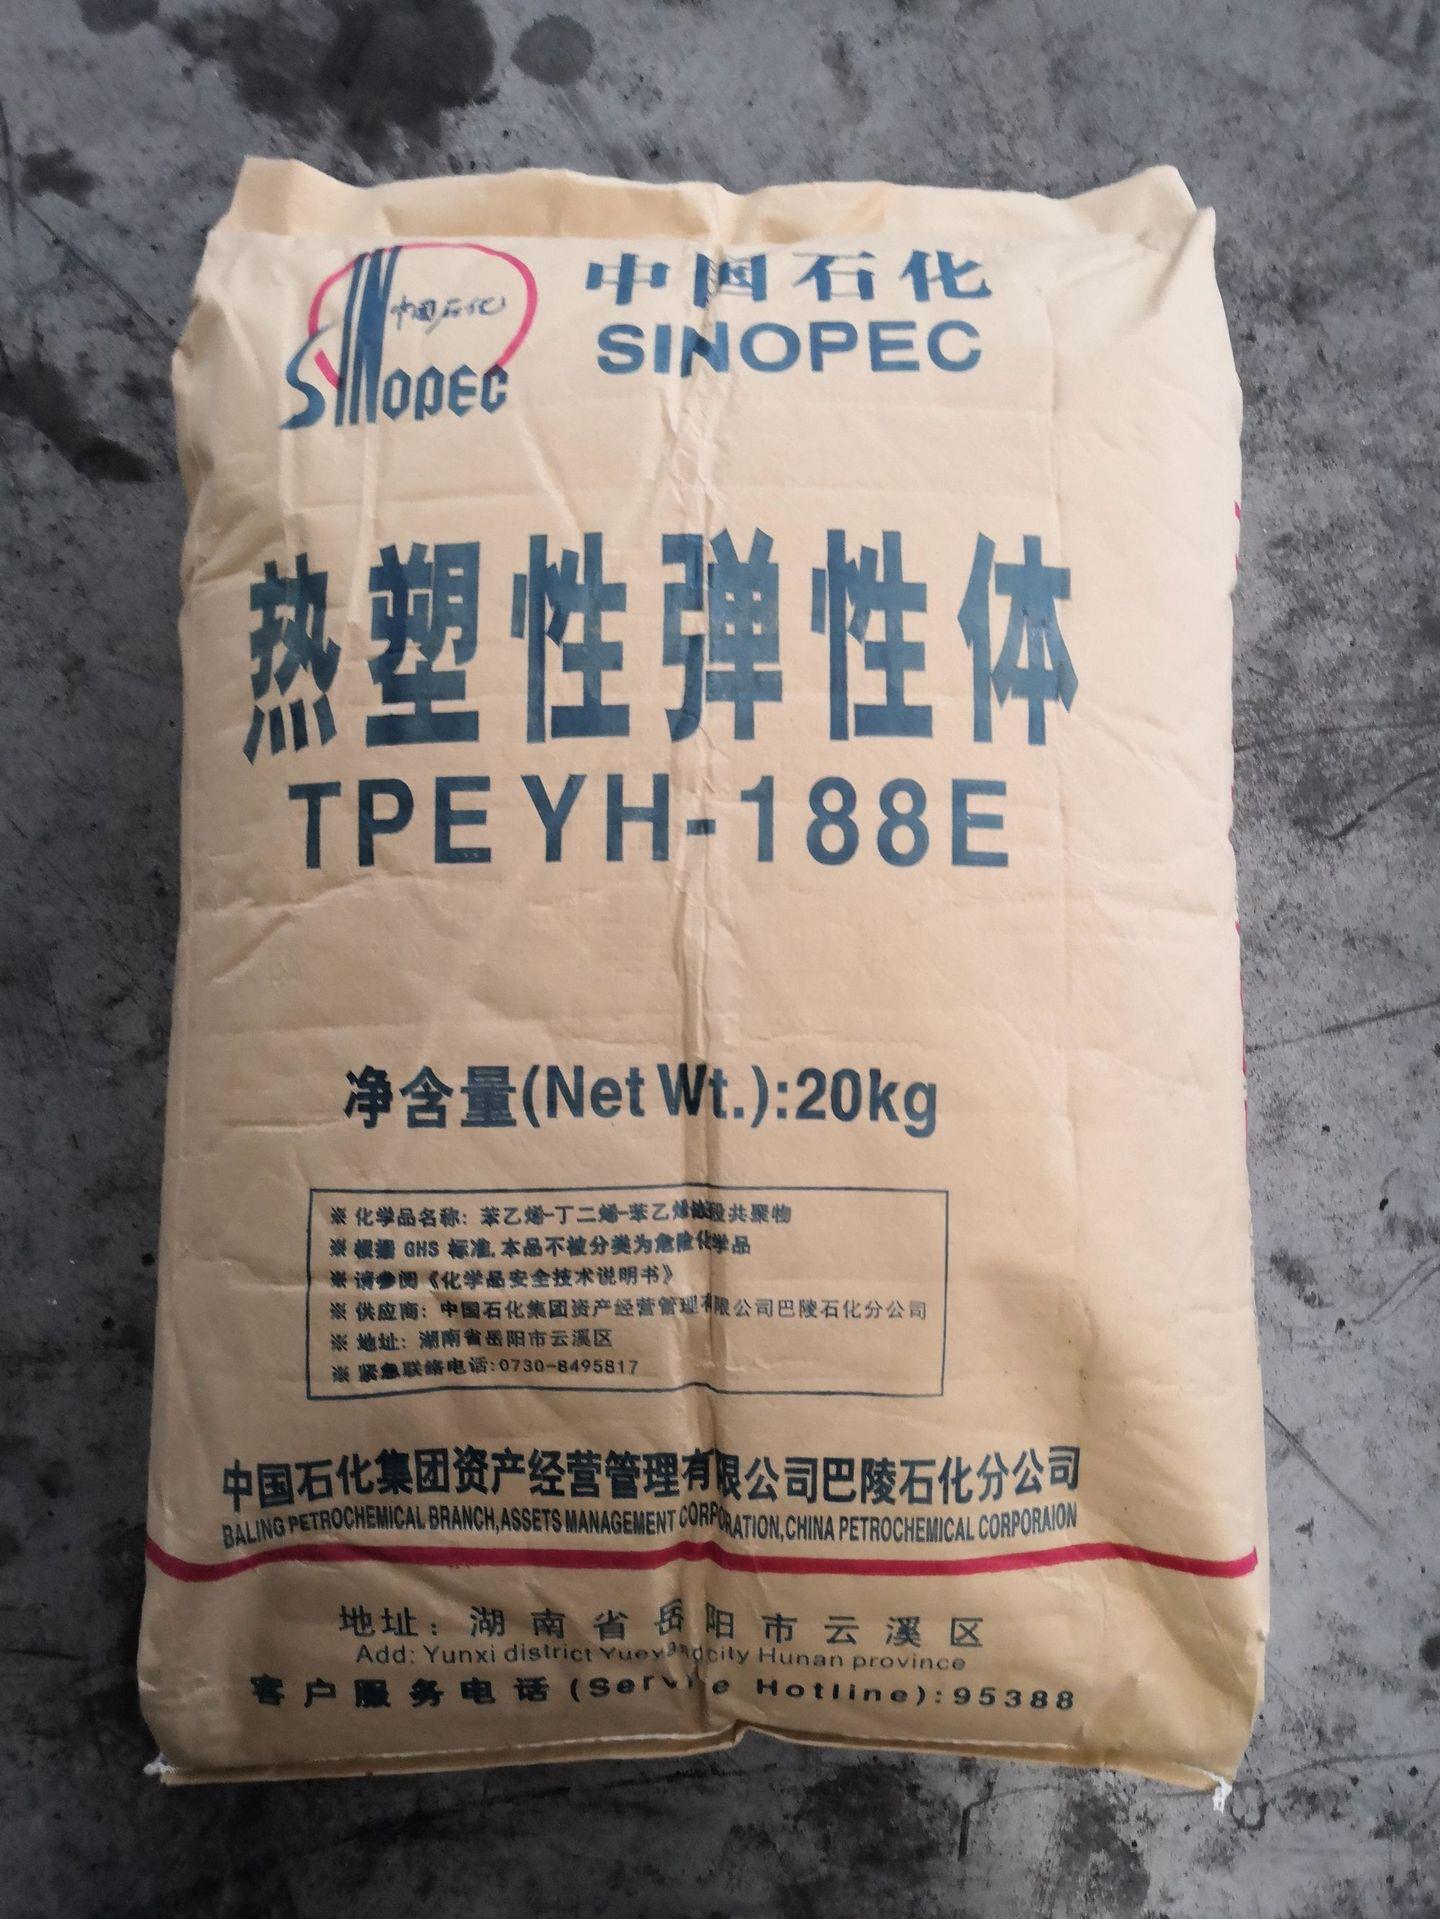 中国石化
SINOPEC
中国石化
SINOPEC
热塑性弹性体
TPE YH-188E
净含量(Net Wt.):20kg
※ 化学品名称: 苯乙烯-丁二烯-苯乙烯嵌段共聚物
※ 根据 GHS 标准,本品不被分类为危险化学品
※ 请参阅《化学品安全技术说明书》
※ 供应商: 中国石化集团资产经营管理有限公司巴陵石化分公司
※ 地址: 湖南省岳阳市云溪区
※ 紧急联络电话:0730-8495817
中国石化集团资产经营管理有限公司巴陵石化分公司
BALING PETROCHEMICAL BRANCH,ASSETS MANAGEMENT CORPORATION,CHINA PETROCHEMICAL CORPORAION
地址: 湖南省岳阳市云溪区
Add: Yunxi district Yueyangcity Hunan province
客户服务电话(Service Hotline):95388